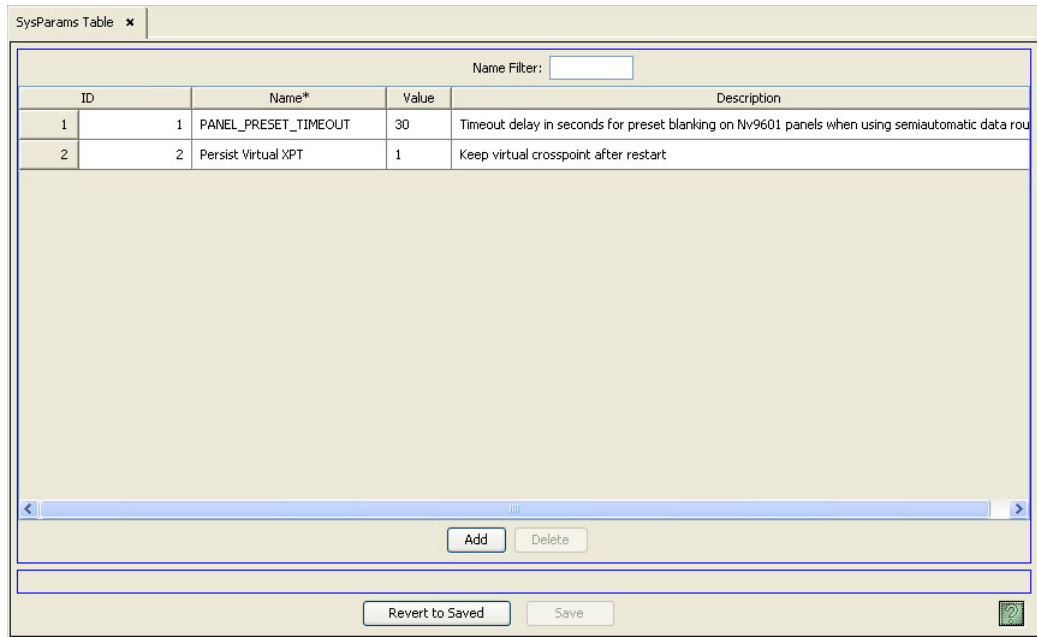 SysParams Table ×
Name Filter:
ID Name* Value Description
1 1 PANEL_PRESET_TIMEOUT 30 Timeout delay in seconds for preset blanking on Nv9601 panels when using semiautomatic data rou
2 2 Persist Virtual XPT 1 Keep virtual crosspoint after restart
Add Delete
Revert to Saved Save ?